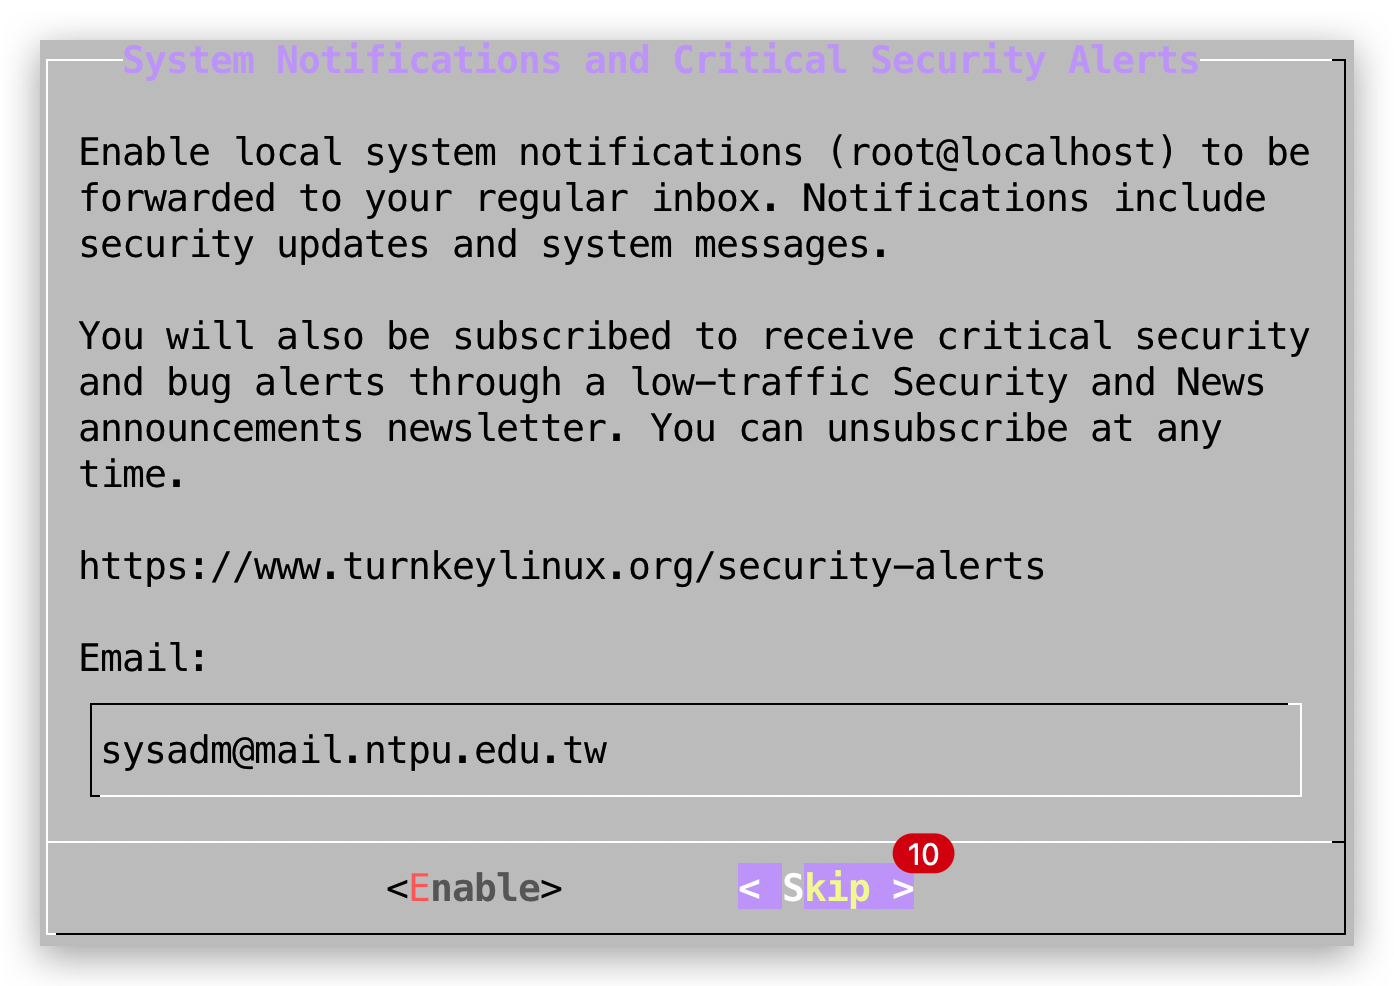 System Notifications and Critical Security Alerts
Enable local system notifications (root@localhost) to be
forwarded to your regular inbox. Notifications include
security updates and system messages.
You will also be subscribed to receive critical security
and bug alerts through a low-traffic Security and News
announcements newsletter. You can unsubscribe at any
time.
https://www.turnkeylinux.org/security-alerts
Email:
sysadm@mail.ntpu.edu.tw
10
<Enable> < Skip >